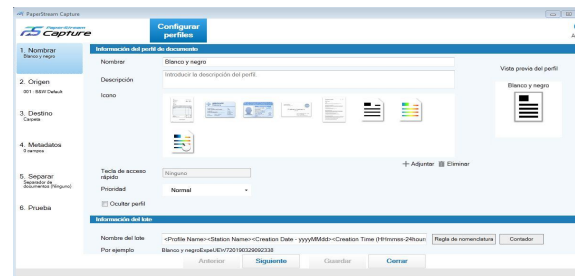 PaperStream Capture
PaperStream
Capture
Configurar
perfiles
1. Nombrar
Blanco y negro
2. Origen
001 : BSW Default
3. Destino
Carpeta
4. Metadatos
0 campos
5. Separar
Separador de
documentos (Ninguno)
6. Prueba
Información del perfil de documento
Nombrar
Blanco y negro
Descripción
Introducir la descripción del perfil.
Icono
Adjuntar
Eliminar
Vista previa del perfil
Blanco y negro
Tecla de acceso
rápido
Ninguno
Prioridad
Normal
Ocultar perfil
Información del lote
Nombre del lote
<Profile Name><Station Name><Creation Date - yyyyMMdd><Creation Time (HHmmss-24hour:
Regla de nomenclatura
Contador
Por ejemplo
Anterior
Siguiente
Guardar
Cerrar